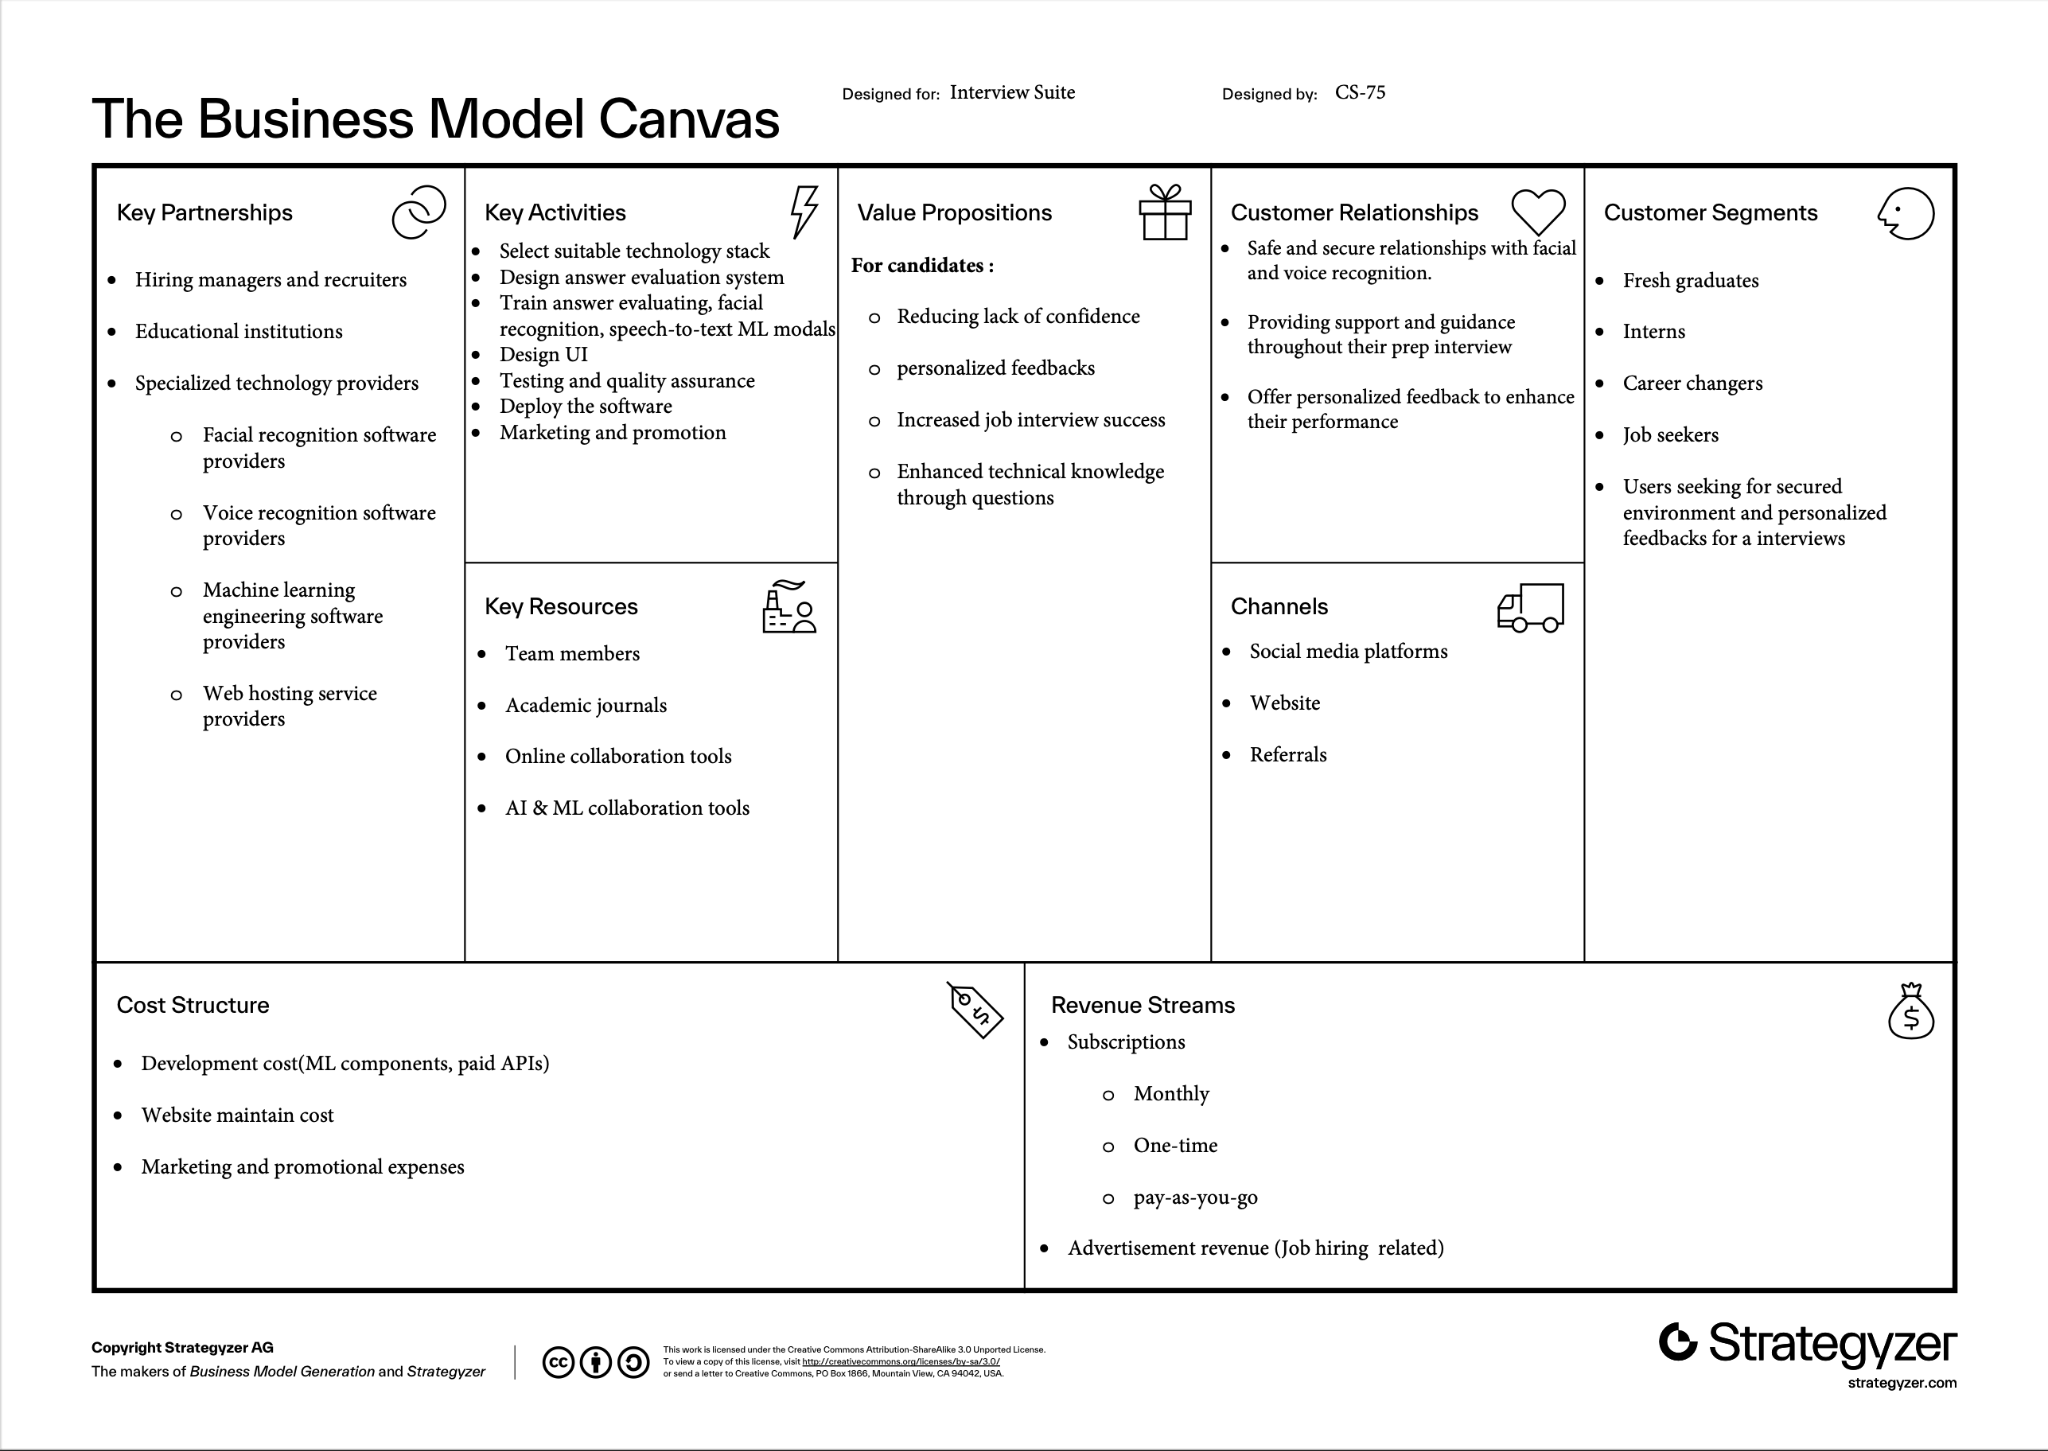 The Business Model Canvas
Designed for: Interview Suite
Designed by: CS-75
Key Partnerships
• Hiring managers and recruiters
• Educational institutions
• Specialized technology providers
o Facial recognition software
providers
o Voice recognition software
providers
o Machine learning
engineering software
providers
o Web hosting service
providers
Key Activities
• Select suitable technology stack
• Design answer evaluation system
• Train answer evaluating, facial
recognition, speech-to-text ML modals
• Design UI
• Testing and quality assurance
• Deploy the software
• Marketing and promotion
Key Resources
• Team members
• Academic journals
• Online collaboration tools
• AI & ML collaboration tools
Value Propositions
For candidates :
o Reducing lack of confidence
o personalized feedbacks
o Increased job interview success
o Enhanced technical knowledge
through questions
Customer Relationships
• Safe and secure relationships with facial
and voice recognition.
• Providing support and guidance
throughout their prep interview
• Offer personalized feedback to enhance
their performance
Channels
• Social media platforms
• Website
• Referrals
Customer Segments
• Fresh graduates
• Interns
• Career changers
• Job seekers
• Users seeking for secured
environment and personalized
feedbacks for a interviews
Cost Structure
• Development cost(ML components, paid APIs)
• Website maintain cost
• Marketing and promotional expenses
Revenue Streams
• Subscriptions
o Monthly
o One-time
o pay-as-you-go
• Advertisement revenue (Job hiring  related)
Copyright Strategyzer AG
The makers of Business Model Generation and Strategyzer
This work is licensed under the Creative Commons Attribution-ShareAlike 3.0 Unported License.
To view a copy of this license, visit http://creativecommons.org/licenses/by-sa/3.0/
or send a letter to Creative Commons, PO Box 1866, Mountain View, CA 94042, USA.
Strategyzer
strategyzer.com